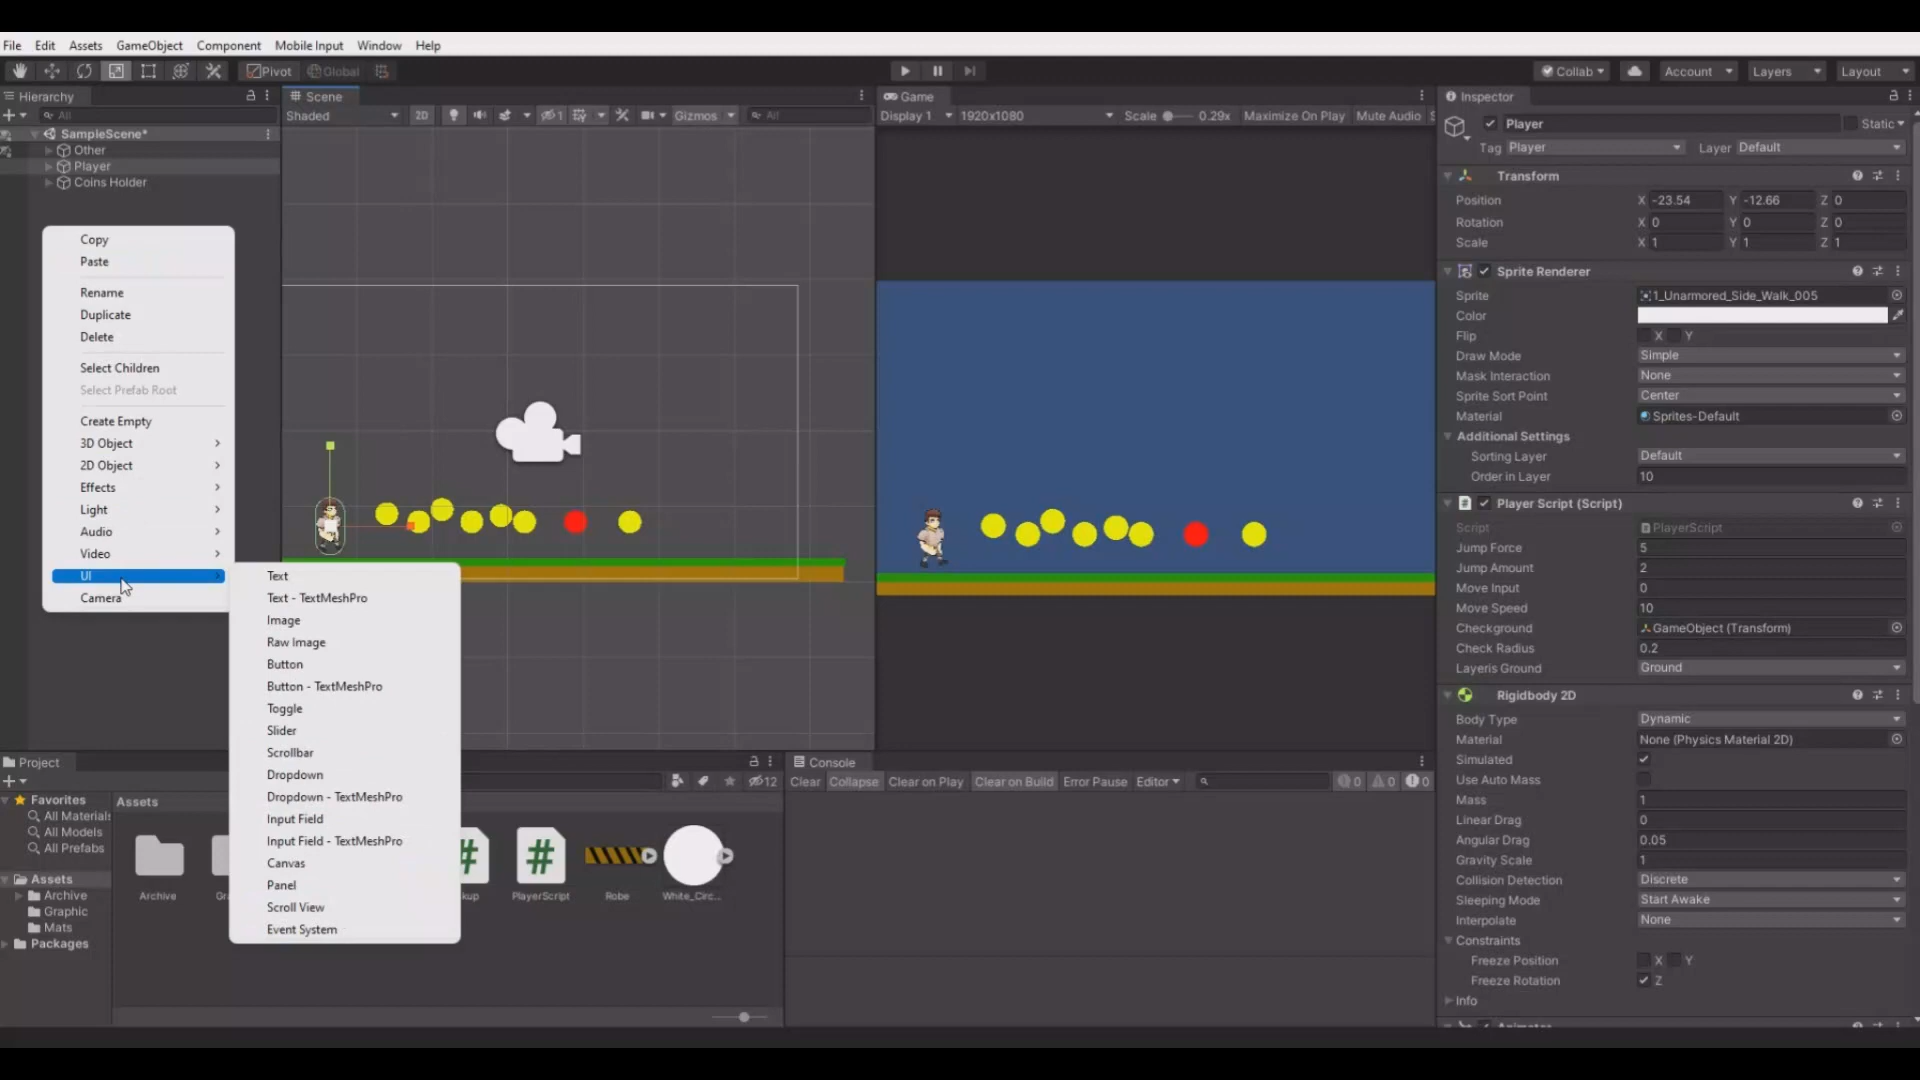 File Edit Assets GameObject Component Mobile Input Window Help
Pivot Global Collab Account Layers Layout
Hierarchy
All
SampleScene*
Other
Player
Coins Holder
Copy
Paste
Rename
Duplicate
Delete
Select Children
Select Prefab Root
Create Empty
3D Object
2D Object
Effects
Light
Audio
Video
UI
Camera
Text
Text - TextMeshPro
Image
Raw Image
Button
Button - TextMeshPro
Toggle
Slider
Scrollbar
Dropdown
Dropdown - TextMeshPro
Input Field
Input Field - TextMeshPro
Canvas
Panel
Scroll View
Event System
Scene
Shaded 2D 1 Gizmos All
Game
Display 1 1920x1080 Scale 0.29x Maximize On Play Mute Audio S
Inspector
Player Static
Tag Player Layer Default
Transform
Position X -23.54 Y -12.66 Z 0
Rotation X 0 Y 0 Z 0
Scale X 1 Y 1 Z 1
Sprite Renderer
Sprite 1_Unarmored_Side_Walk_005
Color
Flip X Y
Draw Mode Simple
Mask Interaction None
Sprite Sort Point Center
Material Sprites-Default
Additional Settings
Sorting Layer Default
Order in Layer 10
Player Script (Script)
Script PlayerScript
Jump Force 5
Jump Amount 2
Move Input 0
Move Speed 10
Checkground GameObject (Transform)
Check Radius 0.2
Layeris Ground Ground
Rigidbody 2D
Body Type Dynamic
Material None (Physics Material 2D)
Simulated
Use Auto Mass
Mass 1
Linear Drag 0
Angular Drag 0.05
Gravity Scale 1
Collision Detection Discrete
Sleeping Mode Start Awake
Interpolate None
Constraints
Freeze Position X Y
Freeze Rotation Z
Info
Project
12
Favorites
All Materials
All Models
All Prefabs
Assets
Archive
Graphic
Mats
Packages
Assets
Archive Gra kup PlayerScript Robe White_Circ...
Console
Clear Collapse Clear on Play Clear on Build Error Pause Editor 0 0 0